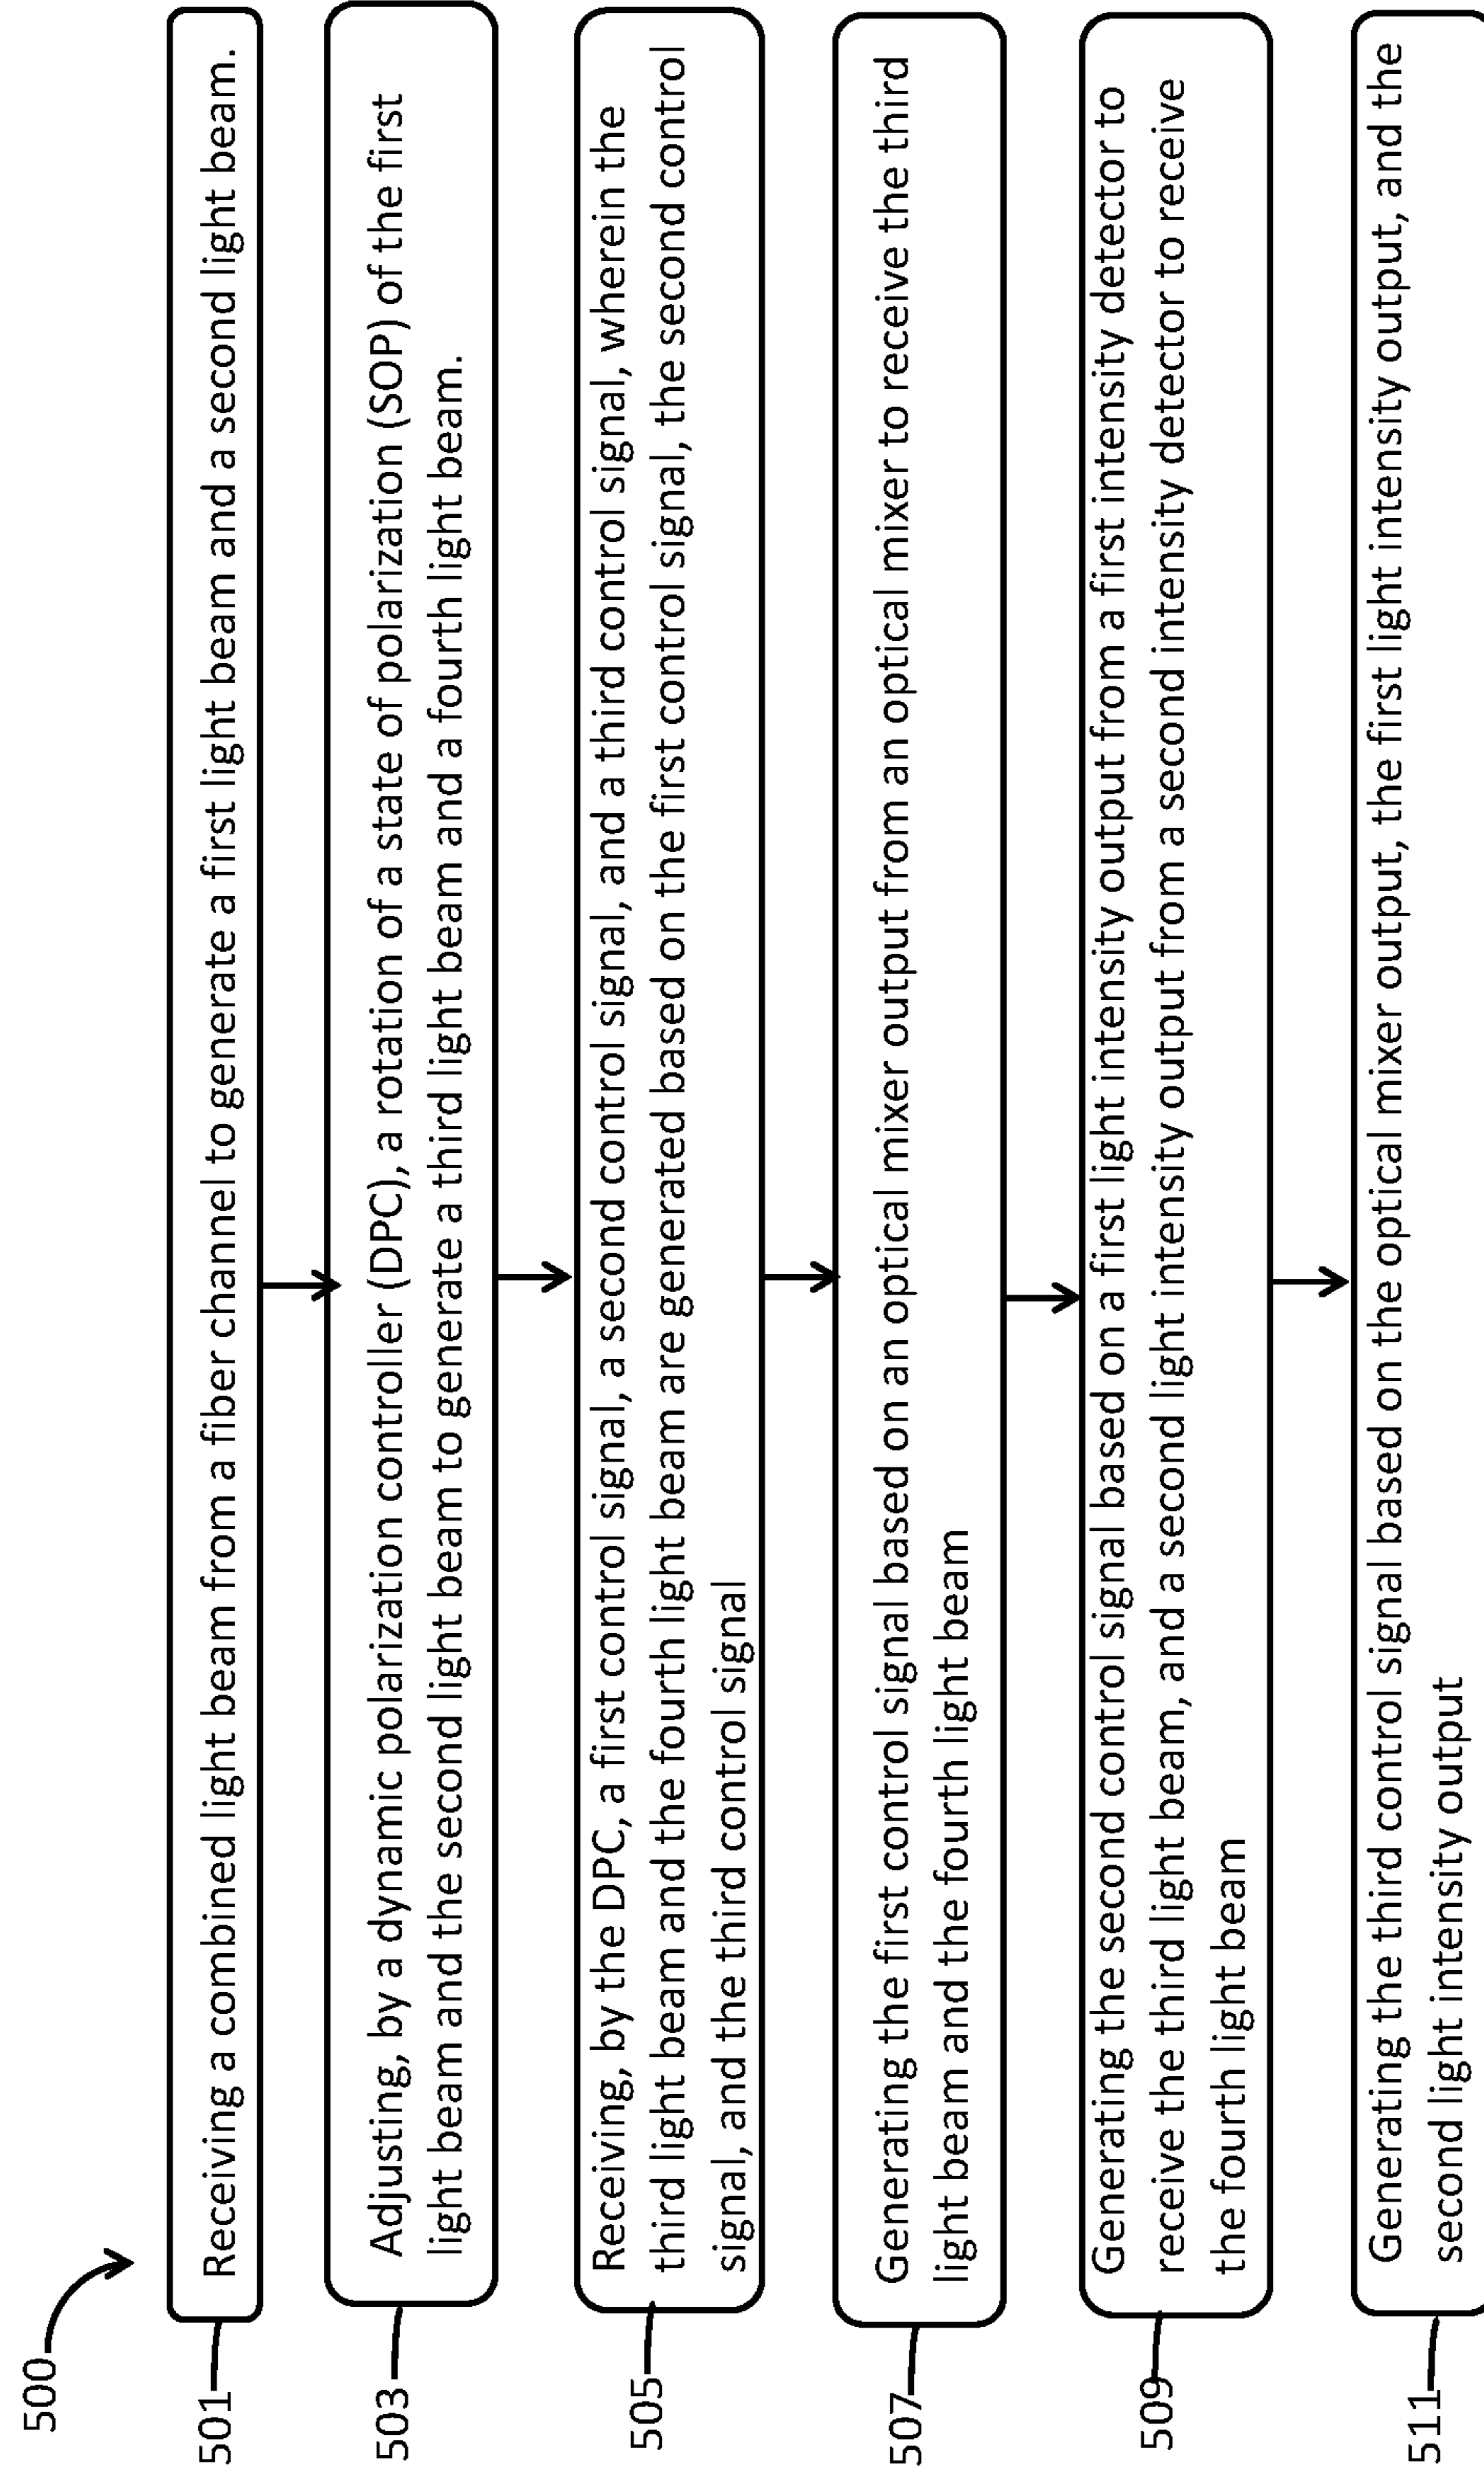 500
501
Receiving a combined light beam from a fiber channel to generate a first light beam and a second light beam.
503
Adjusting, by a dynamic polarization controller (DPC), a rotation of a state of polarization (SOP) of the first
light beam and the second light beam to generate a third light beam and a fourth light beam.
505
Receiving, by the DPC, a first control signal, a second control signal, and a third control signal, wherein the
third light beam and the fourth light beam are generated based on the first control signal, the second control
signal, and the third control signal
507
Generating the first control signal based on an optical mixer output from an optical mixer to receive the third
light beam and the fourth light beam
509
Generating the second control signal based on a first light intensity output from a first intensity detector to
receive the third light beam, and a second light intensity output from a second intensity detector to receive
the fourth light beam
511
Generating the third control signal based on the optical mixer output, the first light intensity output, and the
second light intensity output